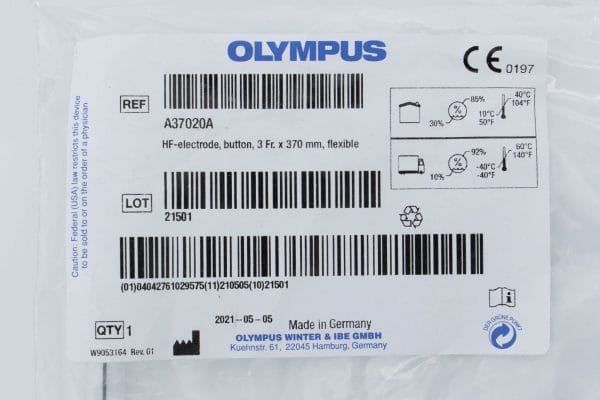 OLYMPUS
CE 0197
REF
A37020A
HF-electrode, button, 3 Fr. x 370 mm, flexible
85%
30%
40°C
104°F
10°C
50°F
92%
10%
60°C
140°F
-40°C
-40°F
LOT
21501
(01)04042761029575(11)210505(10)21501
2021-05-05
Made in Germany
QTY 1
OLYMPUS WINTER & IBE GMBH
Kuehnstr. 61, 22045 Hamburg, Germany
W9053164 Rev. 01
DER GRÜNE PUNKT
Caution: Federal (USA) law restricts this device
to be sold to or on the order of a physician